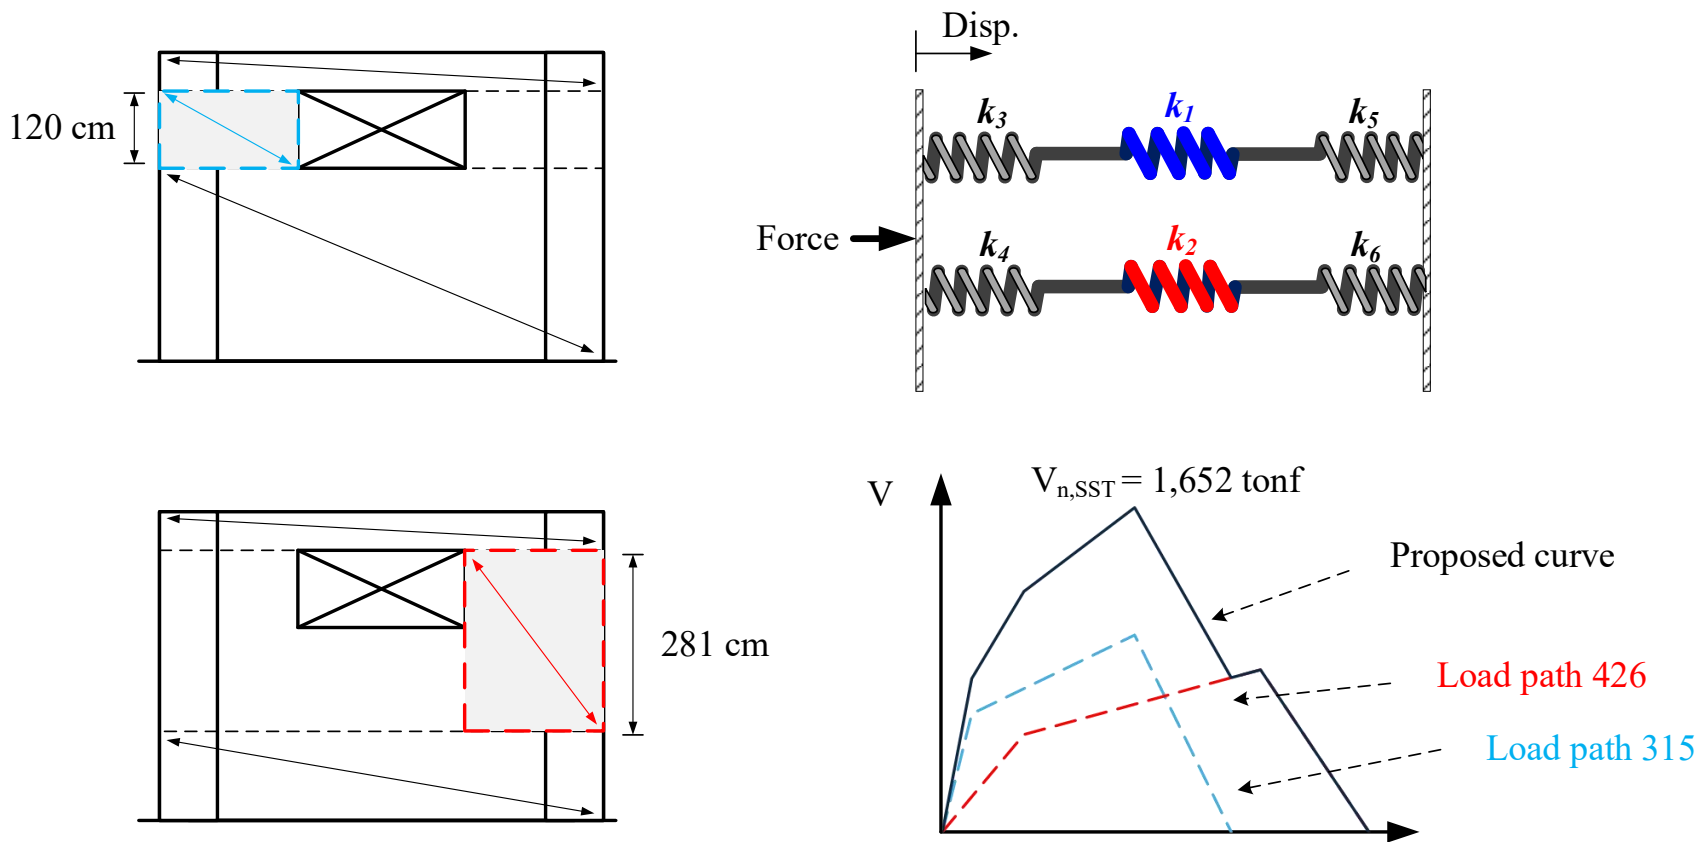 120 cm
Disp.
k3
k1
k5
Force
k4
k2
k6
281 cm
V
Vn,SST = 1,652 tonf
Proposed curve
Load path 426
Load path 315